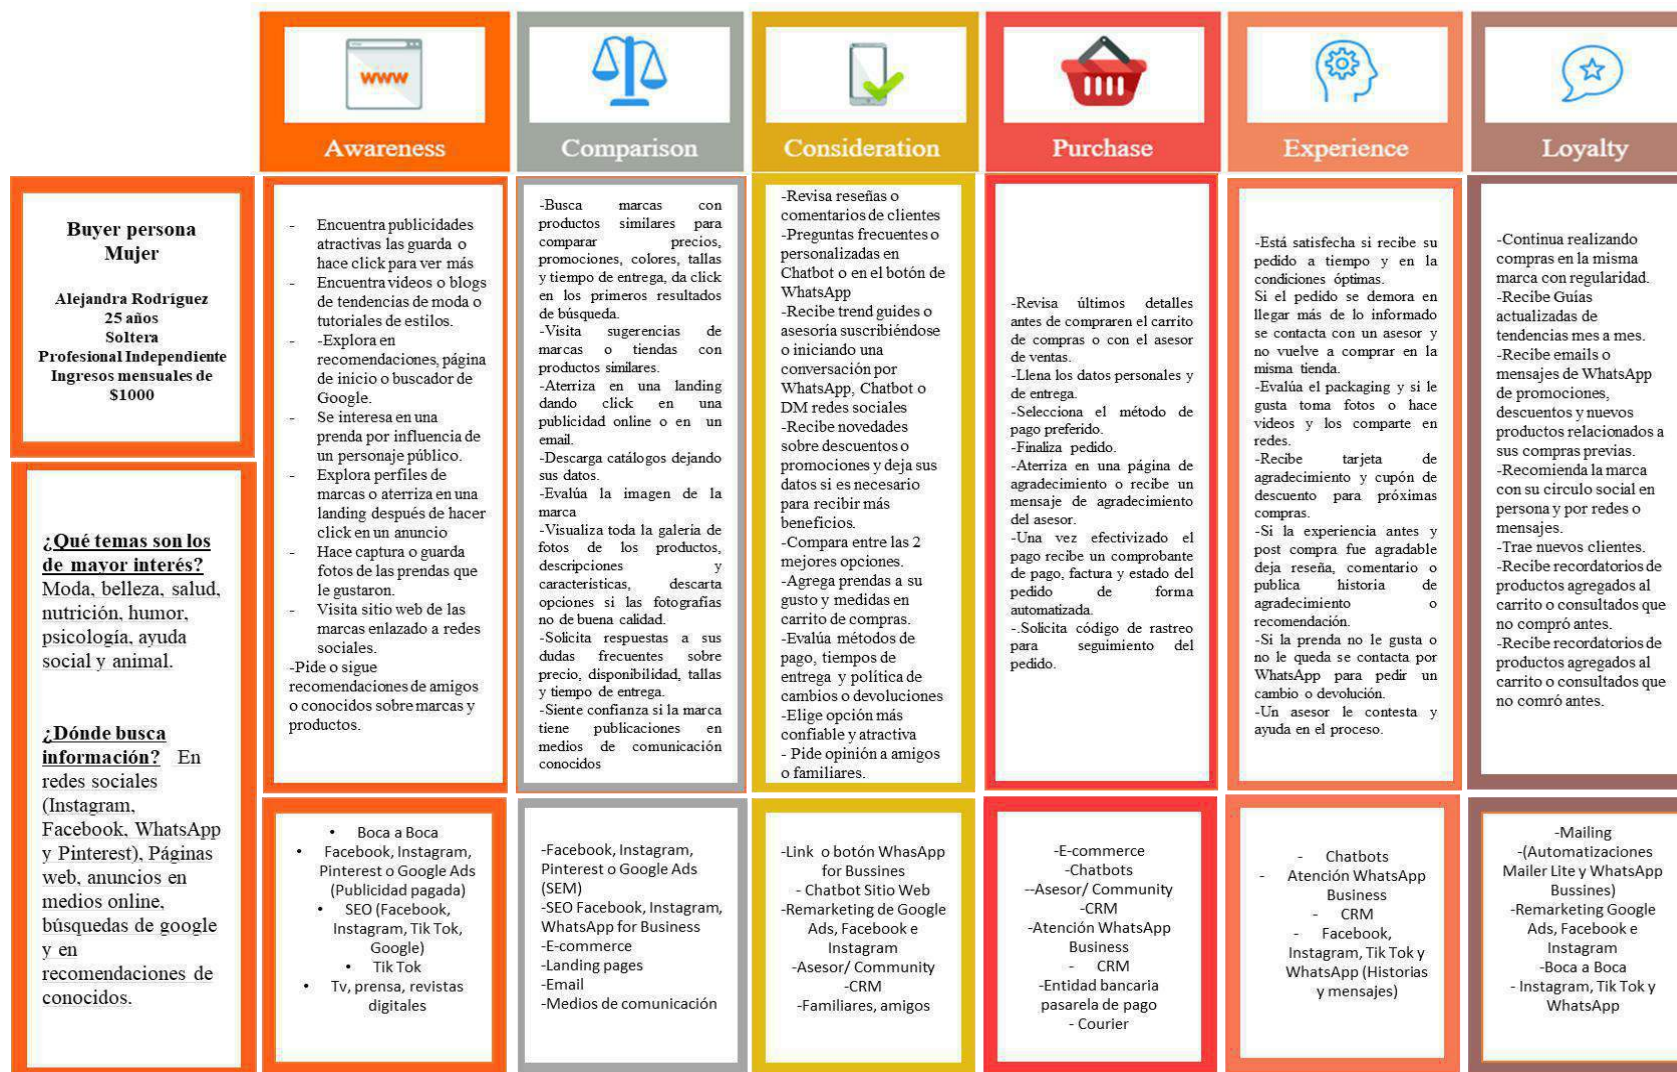 www
Awareness
Comparison
Consideration
Purchase
Experience
Loyalty
Buyer persona
Mujer
Alejandra Rodríguez
25 años
Soltera
Profesional Independiente
Ingresos mensuales de
$1000
¿Qué temas son los
de mayor interés?
Moda, belleza, salud,
nutrición, humor,
psicología, ayuda
social y animal.
¿Dónde busca
información? En
redes sociales
(Instagram,
Facebook, WhatsApp
y Pinterest), Páginas
web, anuncios en
medios online,
búsquedas de google
y en
recomendaciones de
conocidos.
- Encuentra publicidades
atractivas las guarda o
hace click para ver más
- Encuentra videos o blogs
de tendencias de moda o
tutoriales de estilos.
- -Explora en
recomendaciones, página
de inicio o buscador de
Google.
- Se interesa en una
prenda por influencia de
un personaje público.
- Explora perfiles de
marcas o aterriza en una
landing después de hacer
click en un anuncio
- Hace captura o guarda
fotos de las prendas que
le gustaron.
- Visita sitio web de las
marcas enlazado a redes
sociales.
-Pide o sigue
recomendaciones de amigos
o conocidos sobre marcas y
productos.
-Busca marcas con
productos similares para
comparar precios,
promociones, colores, tallas
y tiempo de entrega, da click
en los primeros resultados
de búsqueda.
-Visita sugerencias de
marcas o tiendas con
productos similares.
-Aterriza en una landing
dando click en una
publicidad online o en un
email.
-Descarga catálogos dejando
sus datos.
-Evalúa la imagen de la
marca
-Visualiza toda la galería de
fotos de los productos,
descripciones y
características, descarta
opciones si las fotografías
no de buena calidad.
-Solicita respuestas a sus
dudas frecuentes sobre
precio, disponibilidad, tallas
y tiempo de entrega.
-Siente confianza si la marca
tiene publicaciones en
medios de comunicación
conocidos
-Revisa reseñas o
comentarios de clientes
-Preguntas frecuentes o
personalizadas en
Chatbot o en el botón de
WhatsApp
-Recibe trend guides o
asesoría suscribiéndose
o iniciando una
conversación por
WhatsApp, Chatbot o
DM redes sociales
-Recibe novedades
sobre descuentos o
promociones y deja sus
datos si es necesario
para recibir más
beneficios.
-Compara entre las 2
mejores opciones.
-Agrega prendas a su
gusto y medidas en
carrito de compras.
-Evalúa métodos de
pago, tiempos de
entrega y política de
cambios o devoluciones
-Elige opción más
confiable y atractiva
- Pide opinión a amigos
o familiares.
-Revisa últimos detalles
antes de compraren el carrito
de compras o con el asesor
de ventas.
-Llena los datos personales y
de entrega.
-Selecciona el método de
pago preferido.
-Finaliza pedido.
-Aterriza en una página de
agradecimiento o recibe un
mensaje de agradecimiento
del asesor.
-Una vez efectivizado el
pago recibe un comprobante
de pago, factura y estado del
pedido de forma
automatizada.
-.Solicita código de rastreo
para seguimiento del
pedido.
-Está satisfecha si recibe su
pedido a tiempo y en la
condiciones óptimas.
Si el pedido se demora en
llegar más de lo informado
se contacta con un asesor y
no vuelve a comprar en la
misma tienda.
-Evalúa el packaging y si le
gusta toma fotos o hace
videos y los comparte en
redes.
-Recibe tarjeta de
agradecimiento y cupón de
descuento para próximas
compras.
-Si la experiencia antes y
post compra fue agradable
deja reseña, comentario o
publica historia de
agradecimiento o
recomendación.
-Si la prenda no le gusta o
no le queda se contacta por
WhatsApp para pedir un
cambio o devolución.
-Un asesor le contesta y
ayuda en el proceso.
-Continua realizando
compras en la misma
marca con regularidad.
-Recibe Guías
actualizadas de
tendencias mes a mes.
-Recibe emails o
mensajes de WhatsApp
de promociones,
descuentos y nuevos
productos relacionados a
sus compras previas.
-Recomienda la marca
con su circulo social en
persona y por redes o
mensajes.
-Trae nuevos clientes.
-Recibe recordatorios de
productos agregados al
carrito o consultados que
no compró antes.
-Recibe recordatorios de
productos agregados al
carrito o consultados que
no comró antes.
• Boca a Boca
• Facebook, Instagram,
Pinterest o Google Ads
(Publicidad pagada)
• SEO (Facebook,
Instagram, Tik Tok,
Google)
• Tik Tok
• Tv, prensa, revistas
digitales
-Facebook, Instagram,
Pinterest o Google Ads
(SEM)
-SEO Facebook, Instagram,
WhatsApp for Business
-E-commerce
-Landing pages
-Email
-Medios de comunicación
-Link o botón WhasApp
for Bussines
- Chatbot Sitio Web
-Remarketing de Google
Ads, Facebook e
Instagram
-Asesor/ Community
-CRM
-Familiares, amigos
-E-commerce
-Chatbots
--Asesor/ Community
-CRM
-Atención WhatsApp
Business
- CRM
-Entidad bancaria
pasarela de pago
- Courier
- Chatbots
- Atención WhatsApp
Business
- CRM
- Facebook,
Instagram, Tik Tok y
WhatsApp (Historias
y mensajes)
-Mailing
-(Automatizaciones
Mailer Lite y WhatsApp
Bussines)
-Remarketing Google
Ads, Facebook e
Instagram
-Boca a Boca
- Instagram, Tik Tok y
WhatsApp